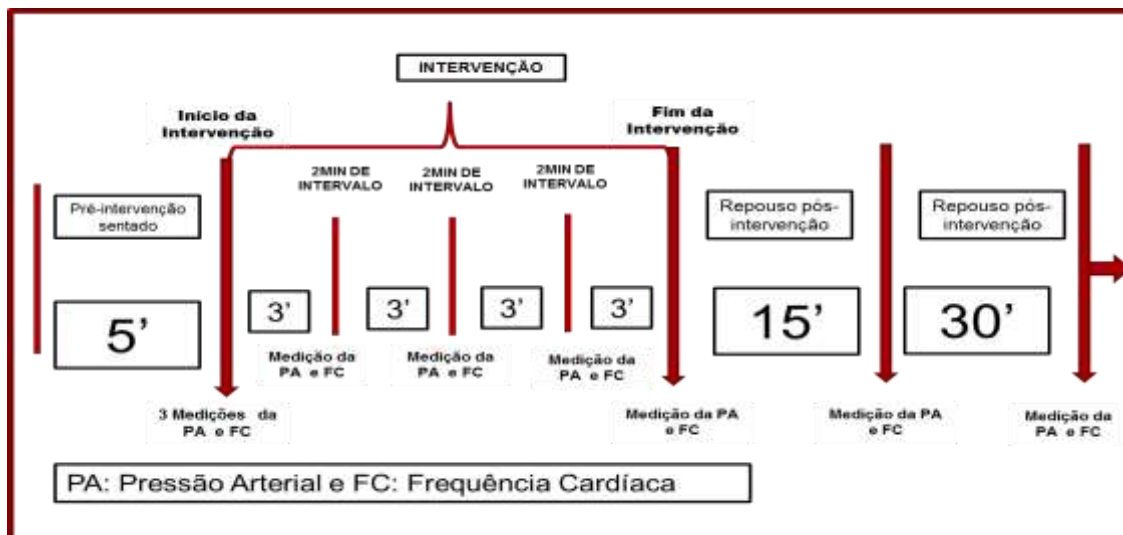 INTERVENÇÃO
Início da
Intervenção
Fim da
Intervenção
2MIN DE
INTERVALO
2MIN DE
INTERVALO
2MIN DE
INTERVALO
Pré-intervenção
sentado
Repouso pós-
intervenção
Repouso pós-
intervenção
5’
3’
3’
3’
3’
15’
30’
Medição da
PA e FC
Medição da
PA e FC
Medição da
PA e FC
3 Medições da
PA e FC
Medição da PA
e FC
Medição da PA
e FC
Medição da
PA e FC
PA: Pressão Arterial e FC: Frequência Cardíaca